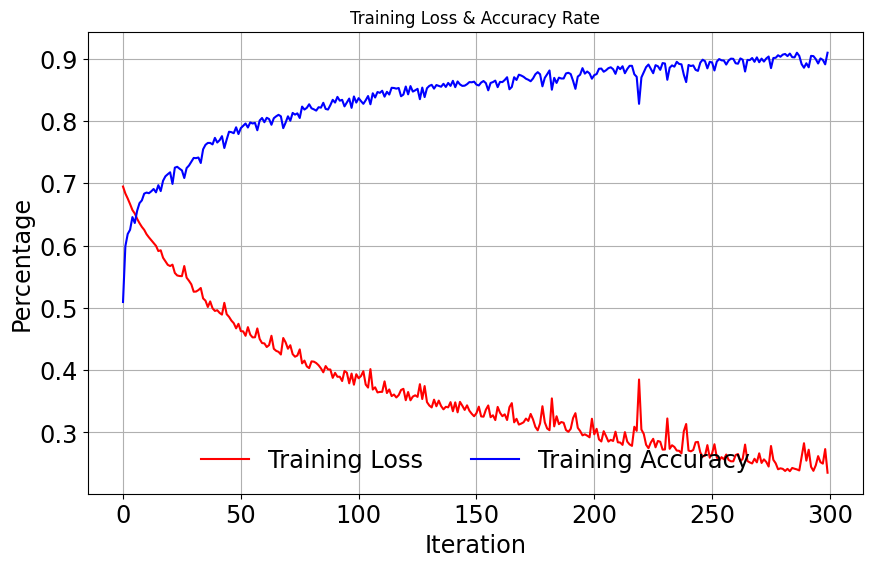 Training Loss & Accuracy Rate
0.9
0.8
0.7
0.6
0.5
0.4
0.3
Percentage
Training Loss Training Accuracy
0 50 100 150 200 250 300
Iteration